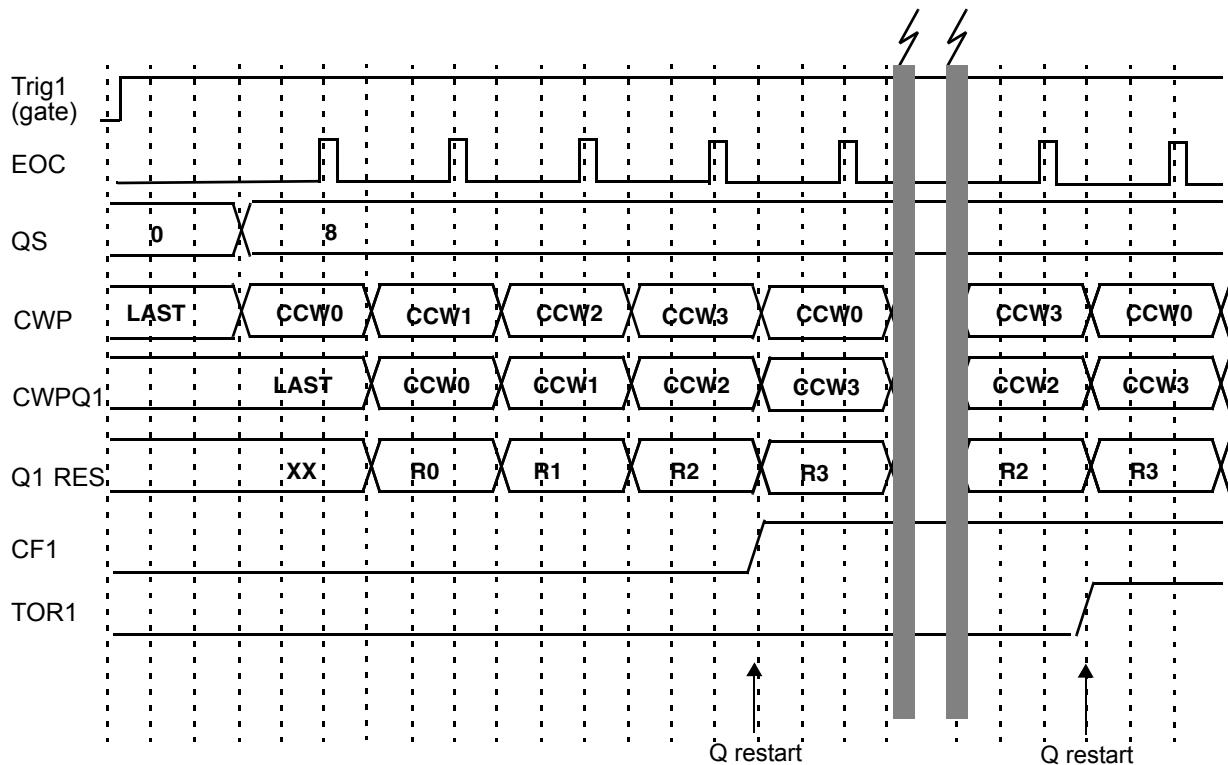 Trig1
(gate)
EOC
QS 0 8
CWP LAST CCW0 CCW1 CCW2 CCW3 CCW0 CCW3 CCW0
CWPQ1 LAST CCW0 CCW1 CCW2 CCW3 CCW2 CCW3
Q1 RES XX R0 R1 R2 R3 R2 R3
CF1
TOR1
Q restart Q restart